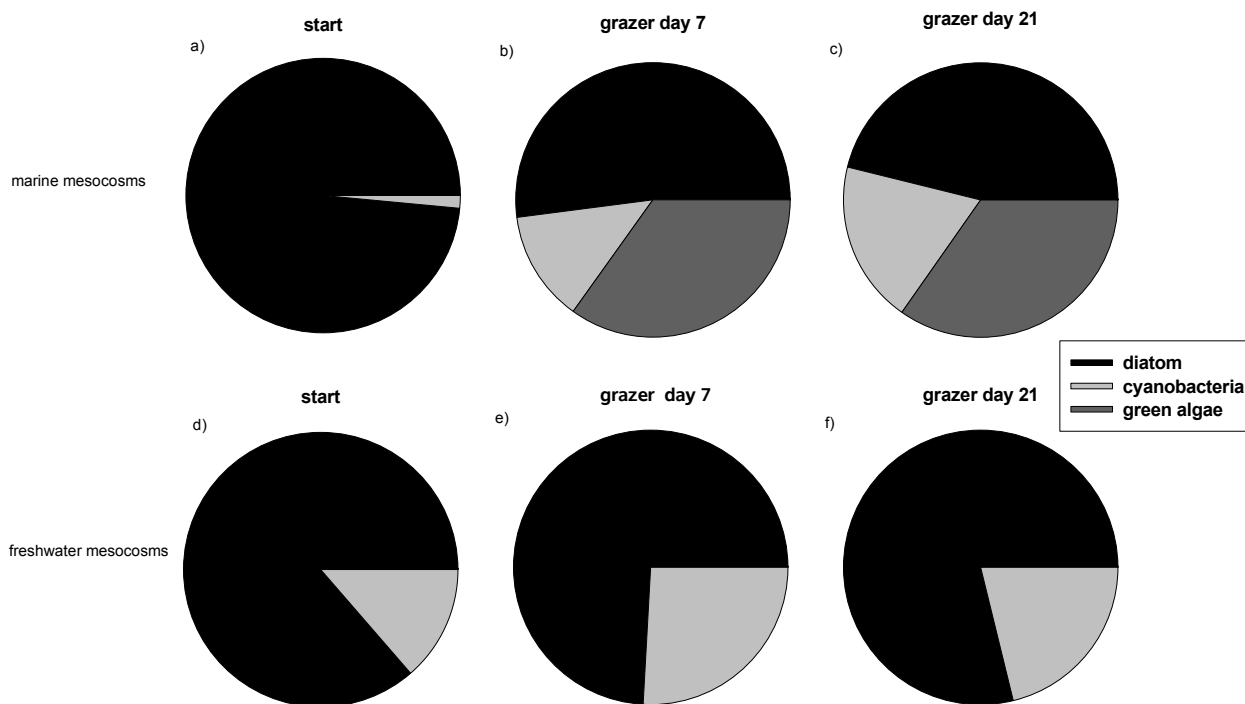 start
grazer day 7
grazer day 21
a)
b)
c)
marine mesocosms
diatom
cyanobacteria
green algae
start
grazer day 7
grazer day 21
d)
e)
f)
freshwater mesocosms